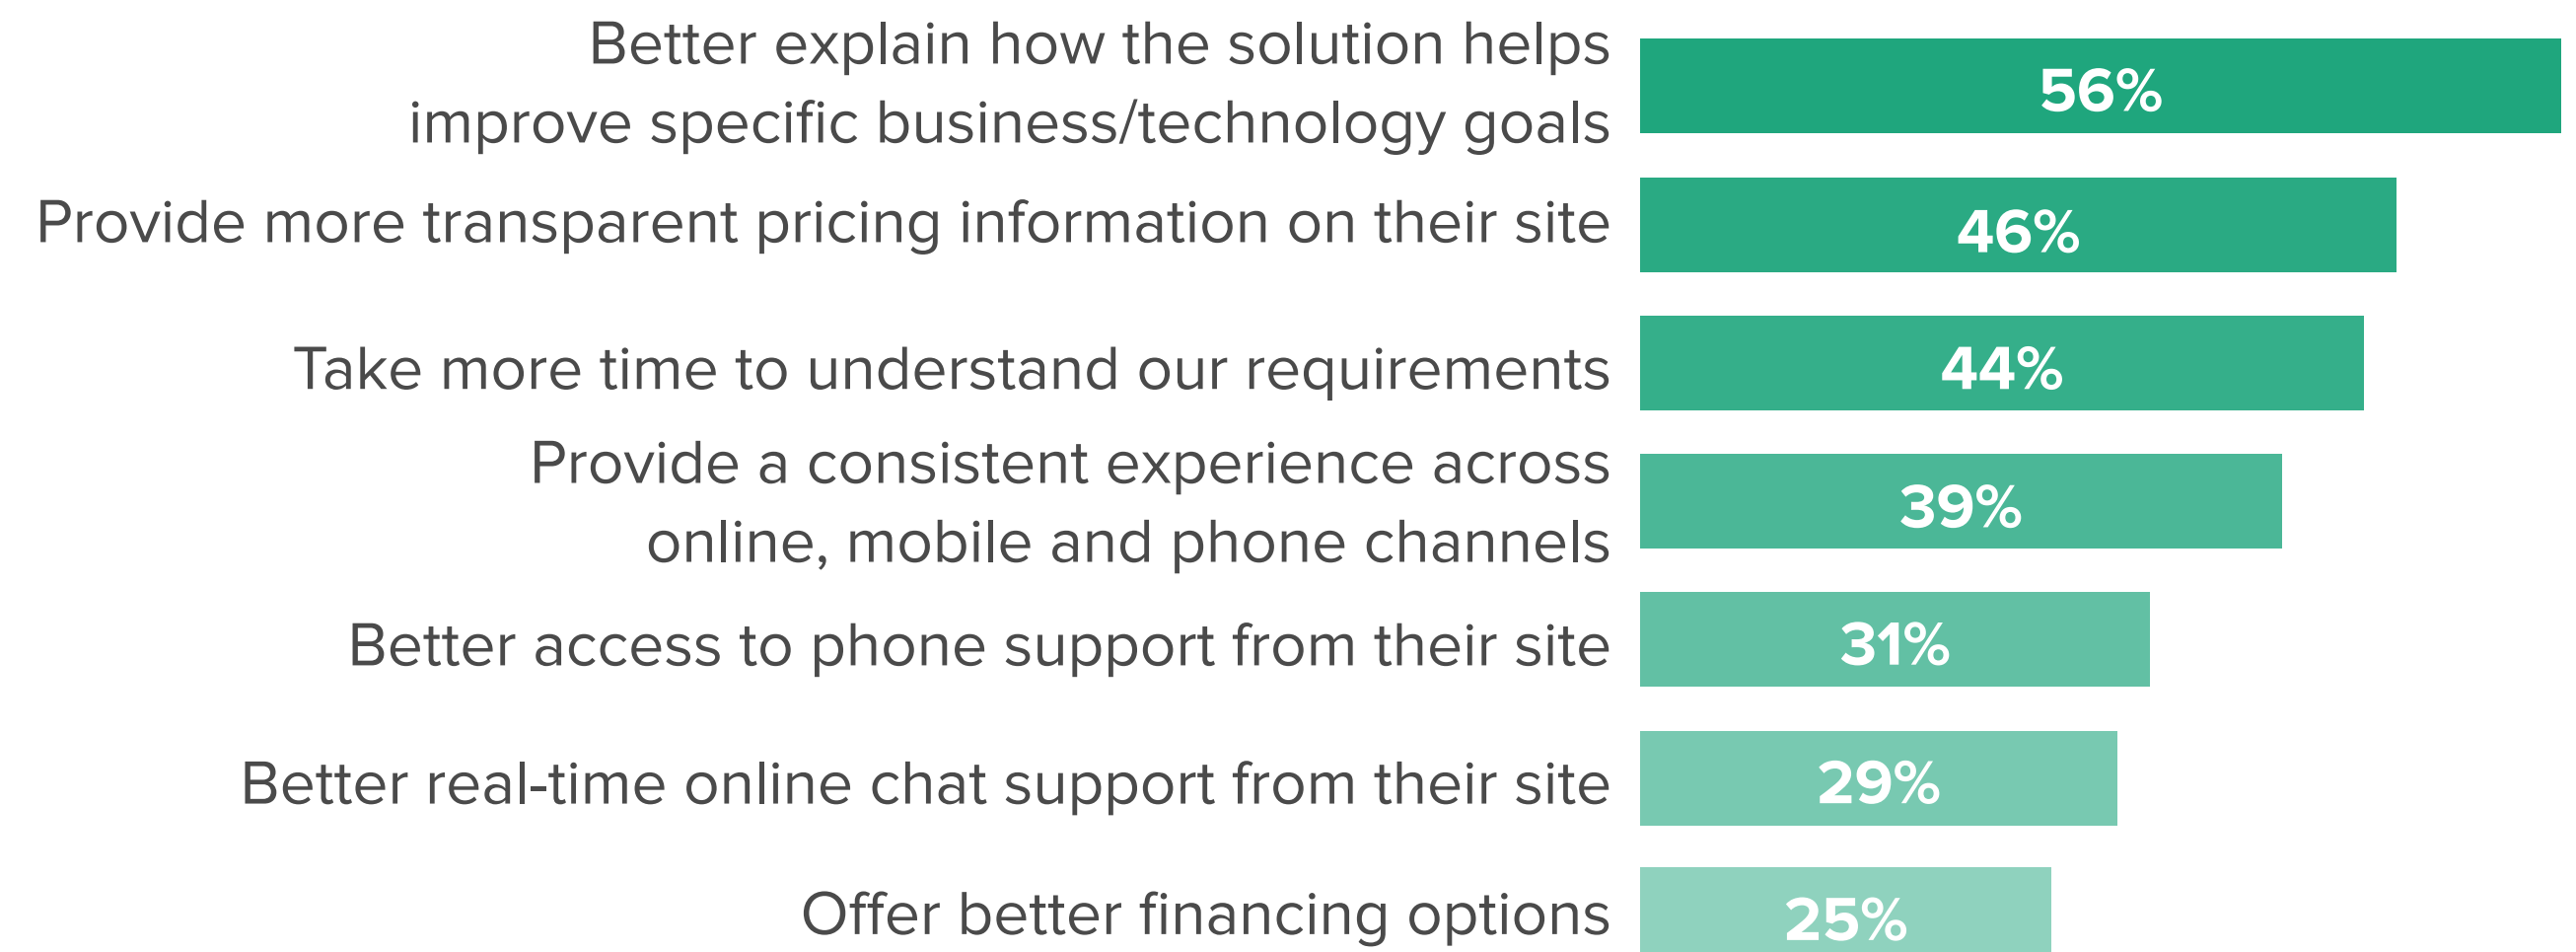 Better explain how the solution helps
improve specific business/technology goals
56%
Provide more transparent pricing information on their site
46%
Take more time to understand our requirements
44%
Provide a consistent experience across
online, mobile and phone channels
39%
Better access to phone support from their site
31%
Better real-time online chat support from their site
29%
Offer better financing options
25%